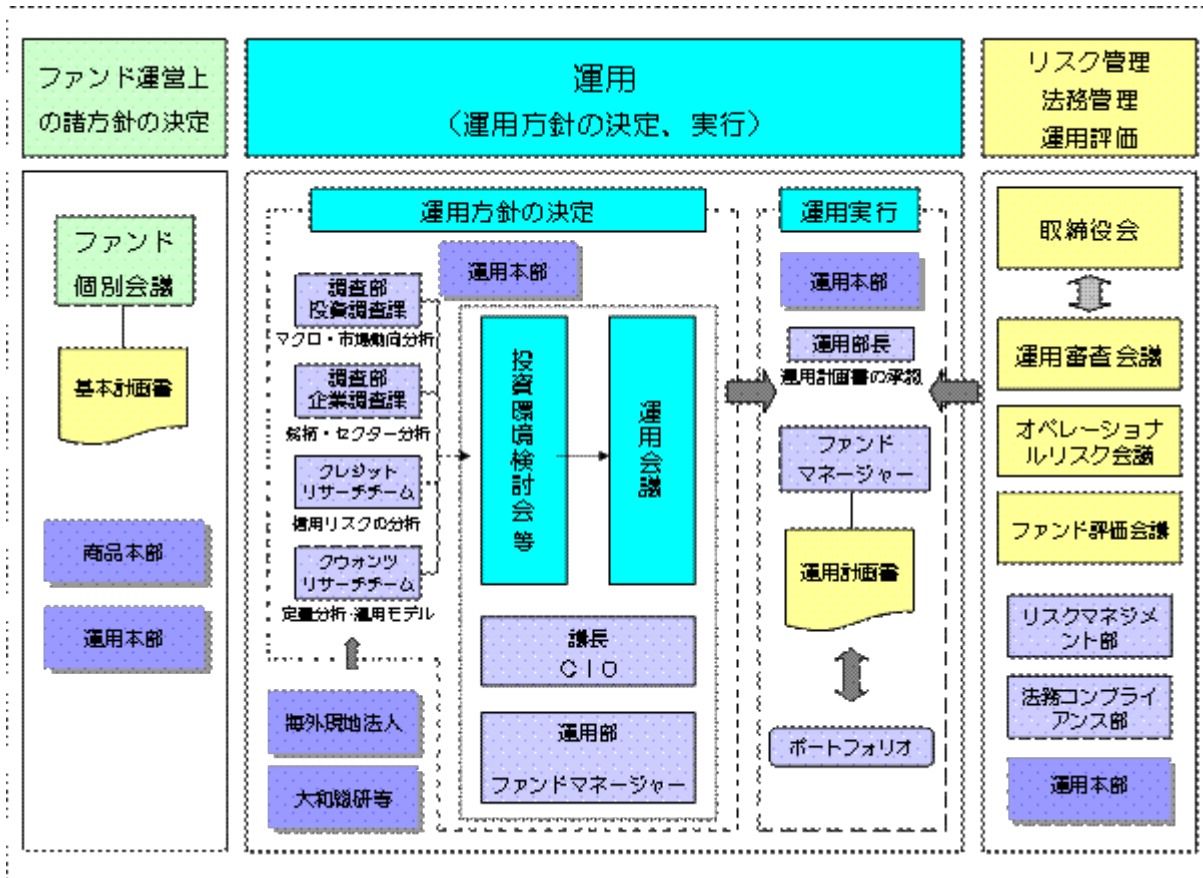 ファンド運営上
の諸方針の決定
運用
（運用方針の決定、実行）
リスク管理
法務管理
運用評価
ファンド
個別会議
基本計画書
商品本部
運用本部
運用方針の決定
運用本部
調査部
投資調査課
マクロ・市場動向分析
調査部
企業調査課
銘柄・セクター分析
クレジット
リサーチチーム
信用リスクの分析
クウォンツ
リサーチチーム
定量分析・運用モデル
海外現地法人
大和総研等
投資環境検討会等
運用会議
議長
ＣＩＯ
運用部
ファンドマネージャー
運用実行
運用本部
運用部長
運用計画書の承認
ファンド
マネージャー
運用計画書
ポートフォリオ
取締役会
運用審査会議
オペレーショナ
ルリスク会議
ファンド評価会議
リスクマネジメ
ント部
法務コンプライ
アンス部
運用本部